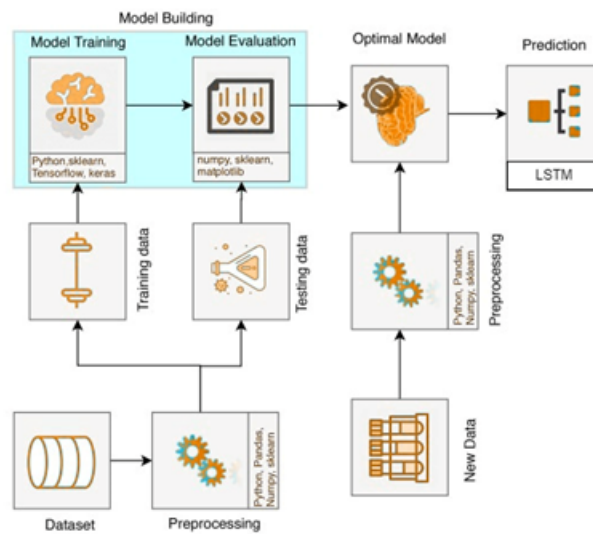 Model Building
Model Training
Model Evaluation
Optimal Model
Prediction
Python,sklearn,
Tensorflow, keras
numpy, sklearn,
matplotlib
LSTM
Training data
Testing data
Python, Pandas,
Numpy, sklearn
Preprocessing
Python, Pandas,
Numpy, sklearn
New Data
Dataset
Preprocessing